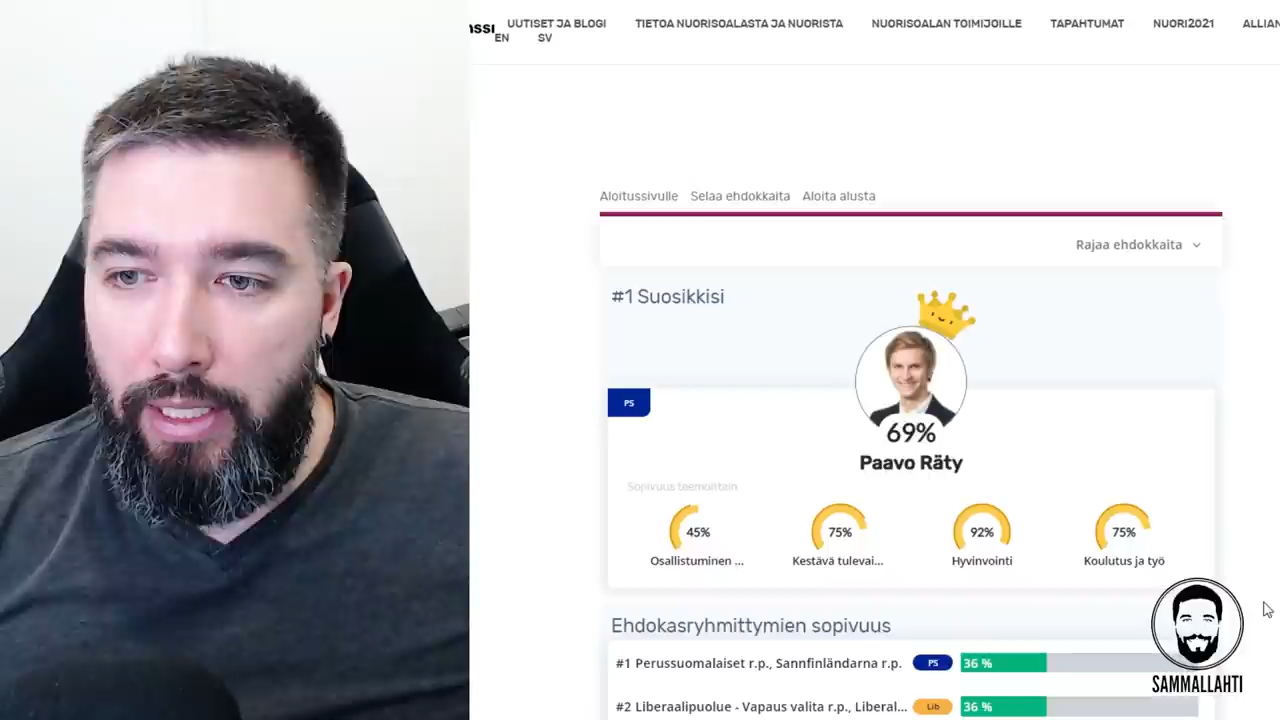 nssi
UUTISET JA BLOGI
TIETOA NUORISOALASTA JA NUORISTA
NUORISOALAN TOIMIJOILLE
TAPAHTUMAT
NUORI2021
ALLIAN
EN
SV
Aloitussivulle
Selaa ehdokkaita
Aloita alusta
Rajaa ehdokkaita
#1 Suosikkisi
PS
69%
Paavo Räty
Sopivuus teemoittain
45%
75%
92%
75%
Osallistuminen ...
Kestävä tulevai...
Hyvinvointi
Koulutus ja työ
Ehdokasryhmittymien sopivuus
#1 Perussuomalaiset r.p., Sannfinländarna r.p.
PS
36 %
#2 Liberaalipuolue - Vapaus valita r.p., Liberal...
Lib
36 %
SAMMALLAHTI